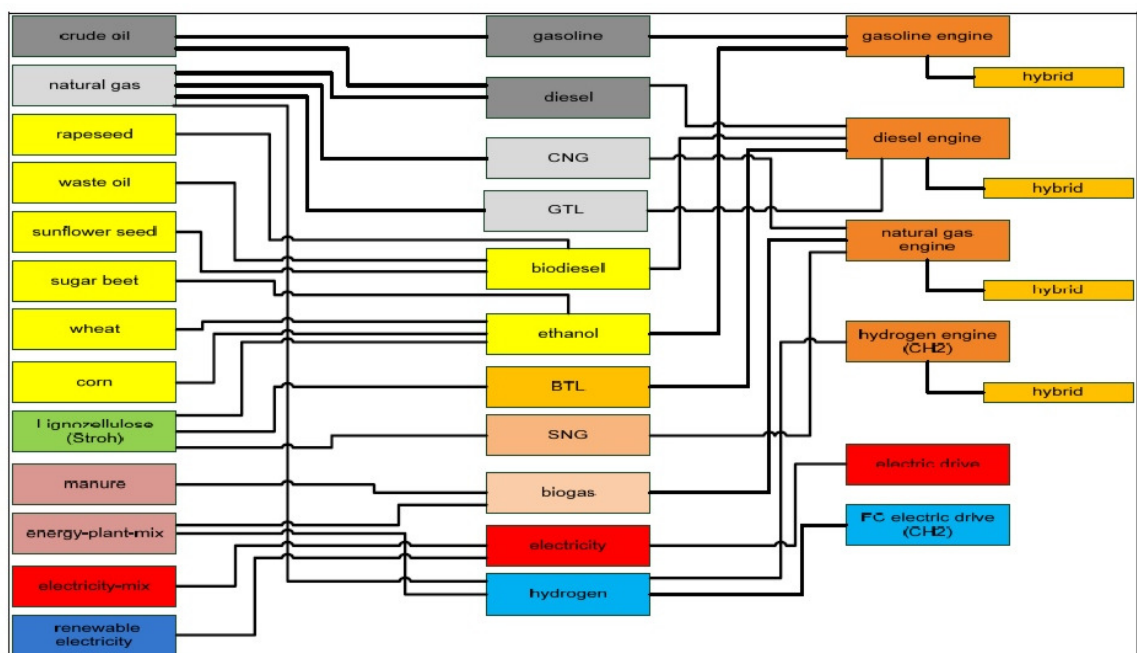 crude oil
natural gas
rapeseed
waste oil
sunflower seed
sugar beet
wheat
corn
Lignozellulose
(Stroh)
manure
energy-plant-mix
electricity-mix
renewable
electricity
gasoline
diesel
CNG
GTL
biodiesell
ethanol
BTL
SNG
biogas
electricity
hydrogen
gasoline engine
hybrid
diesel engine
hybrid
natural gas
engine
hybrid
hydrogen engine
(CH2)
hybrid
electric drive
FC electric drive
(CH2)